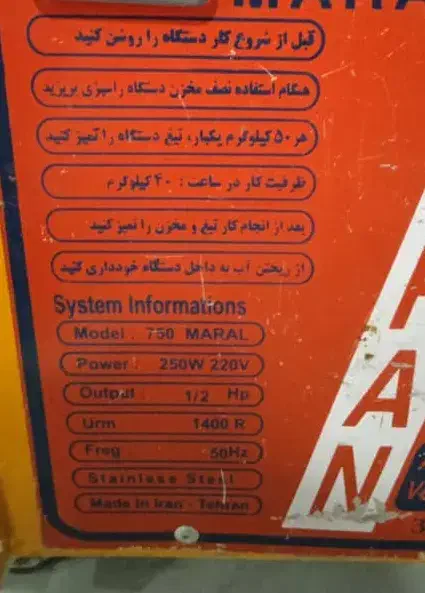 قبل از شروع کار دستگاه را روشن کنید
هنگام استفاده نصف مخزن دستگاه را سبزی بریزید
هر ۵۰ کیلوگرم یکبار، تیغ دستگاه را تمیز کنید
ظرفیت کار در ساعت : ۴۰ کیلوگرم
بعد از انجام کار تیغ و مخزن را تمیز کنید
از ریختن آب به داخل دستگاه خودداری کنید
System Informations
Model : 750 MARAL
Power : 250W 220V
Output : 1/2 Hp
Urm 1400 R
Freg 50Hz
Stainless Steel
Made In Iran - Tehran
A
N